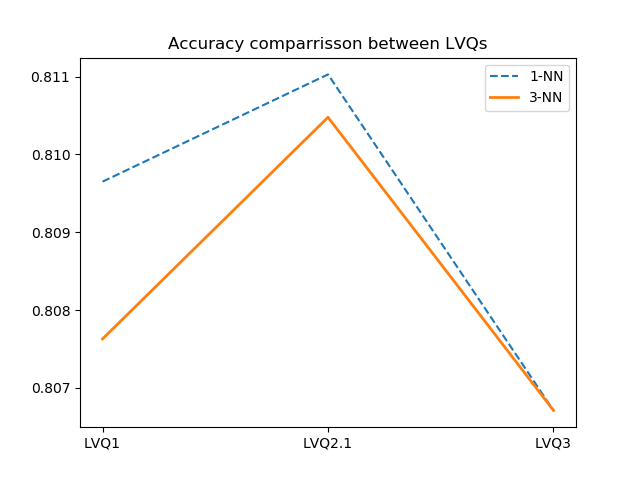 Accuracy comparrisson between LVQs
1-NN
3-NN
0.811
0.810
0.809
0.808
0.807
LVQ1 LVQ2.1 LVQ3